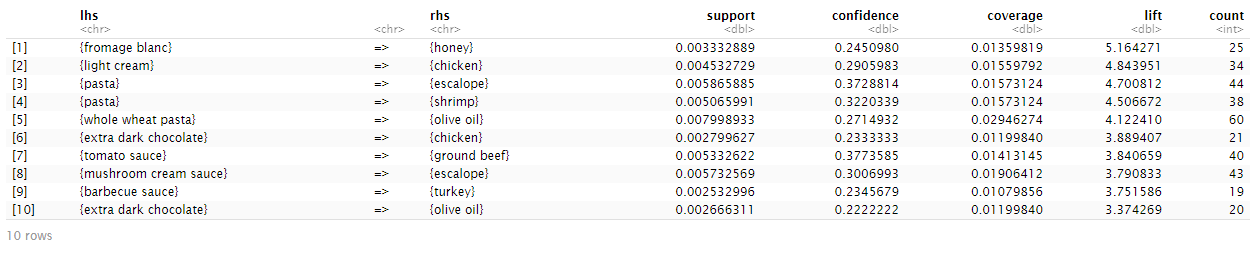 lhs rhs support confidence coverage lift count
<chr> <chr> <chr> <dbl> <dbl> <dbl> <dbl> <int>
[1] {fromage blanc} => {honey} 0.003332889 0.2450980 0.01359819 5.164271 25
[2] {light cream} => {chicken} 0.004532729 0.2905983 0.01559792 4.843951 34
[3] {pasta} => {escalope} 0.005865885 0.3728814 0.01573124 4.700812 44
[4] {pasta} => {shrimp} 0.005065991 0.3220339 0.01573124 4.506672 38
[5] {whole wheat pasta} => {olive oil} 0.007998933 0.2714932 0.02946274 4.122410 60
[6] {extra dark chocolate} => {chicken} 0.002799627 0.2333333 0.01199840 3.889407 21
[7] {tomato sauce} => {ground beef} 0.005332622 0.3773585 0.01413145 3.840659 40
[8] {mushroom cream sauce} => {escalope} 0.005732569 0.3006993 0.01906412 3.790833 43
[9] {barbecue sauce} => {turkey} 0.002532996 0.2345679 0.01079856 3.751586 19
[10] {extra dark chocolate} => {olive oil} 0.002666311 0.2222222 0.01199840 3.374269 20
10 rows